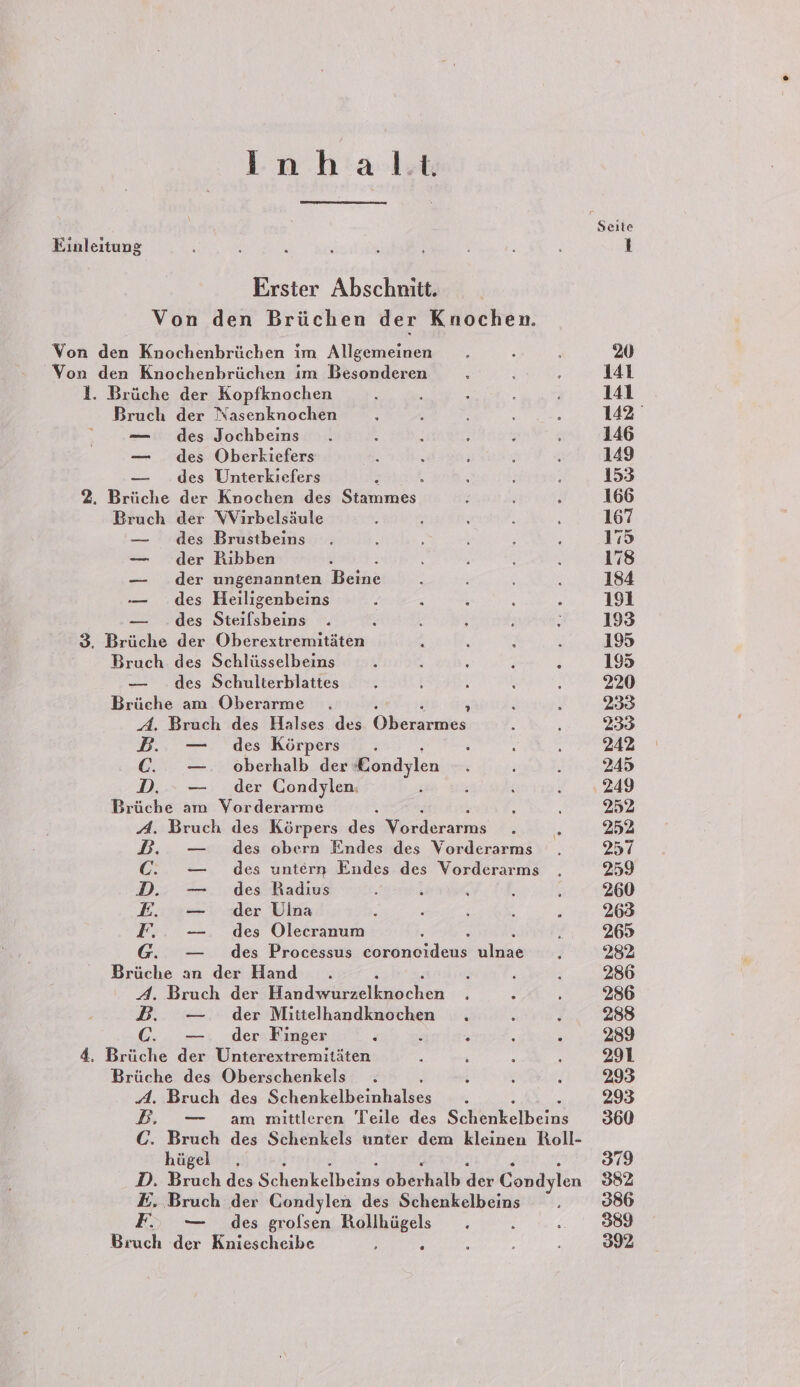 Inhalt.
Seite
Einleitung 1
Erster Abschnitt.
Von den Brüchen der Knochen.
Von den Knochenbrüchen im Allgemeinen . . . 20
Von den Knochenbrüchen im Besonderen . . . 141
1. Brüche der Kopfknochen . . . . . 141
Bruch der Nasenknochen . . . . . 142
— des Jochbeins . . . . . . 146
— des Oberkiefers . . . . . 149
— des Unterkiefers . . . . . 153
2. Brüche der Knochen des Stammes . . . 166
Bruch der Wirbelsäule . . . . . 167
— des Brustbeins . . . . . . 175
— der Ribben . . . . . . 178
— der ungenannten Beine . . . . 184
— des Heiligenbeins . . . . . 191
— des Steifsbeins . . . . . . 193
3. Brüche der Oberextremitäten . . . . 195
Bruch des Schlüsselbeins . . . . . 195
— des Schulterblattes . . . . . 220
Brüche am Oberarme . . . . . 233
A. Bruch des Halses des Oberarmes . . 233
B. — des Körpers . . . . . 242
C. — oberhalb der Condylen . . . 245
D. — der Condylen . . . . 249
Brüche am Vorderarme . . . . . 252
A. Bruch des Körpers des Vorderarms . . 252
B. — des obern Endes des Vorderarms . 257
C. — des untern Endes des Vorderarms . 259
D. — des Radius . . . . . 260
E. — der Ulna . . . . . 263
F. — des Olecranum . . . . 265
G. — des Processus coronoideus ulnae . 282
Brüche an der Hand . . . . . 286
A. Bruch der Handwurzelknochen . . . 286
B. — der Mittelhandknochen . . . 288
C. — der Finger . . . . . 289
4. Brüche der Unterextremitäten . . . . 291
Brüche des Oberschenkels . . . . . 293
A. Bruch des Schenkelbeinhalses . . . 293
B. — am mittleren Teile des Schenkelbeins 360
C. Bruch des Schenkels unter dem kleinen Roll-
hügel . . . . . . 379
D. Bruch des Schenkelbeins oberhalb der Condylen 382
E. Bruch der Condylen des Schenkelbeins . 386
F. — des grofsen Rollhügels . . . 389
Bruch der Kniescheibe . . . . . 392